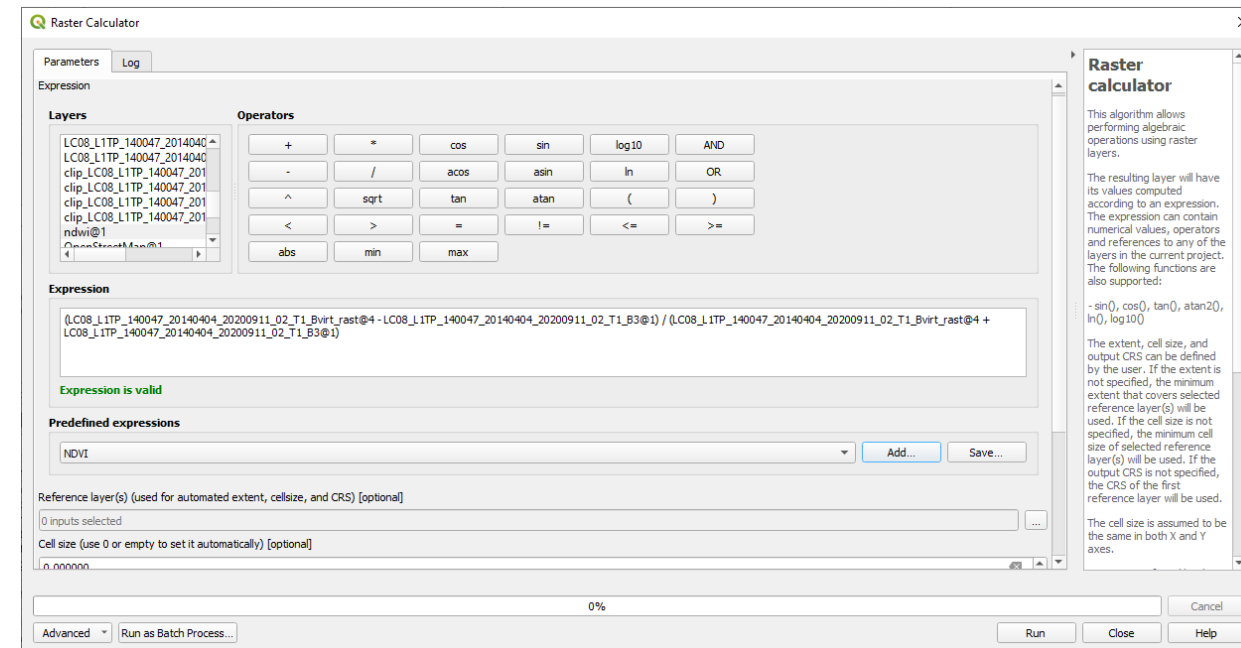 Raster Calculator
Parameters
Log
Expression
Layers
LC08_L1TP_140047_2014040
LC08_L1TP_140047_2014040
clip_LC08_L1TP_140047_201
clip_LC08_L1TP_140047_201
clip_LC08_L1TP_140047_201
clip_LC08_L1TP_140047_201
ndwi@1
OpenStreetMap@1
Operators
+ * cos sin log10 AND
- / acos asin ln OR
^ sqrt tan atan ( )
< > = != <= >=
abs min max
Expression
(LC08_L1TP_140047_20140404_20200911_02_T1_Bvirt_rast@4 - LC08_L1TP_140047_20140404_20200911_02_T1_B3@1) / (LC08_L1TP_140047_20140404_20200911_02_T1_Bvirt_rast@4 +
LC08_L1TP_140047_20140404_20200911_02_T1_B3@1)
Expression is valid
Predefined expressions
NDVI
Add...
Save...
Reference layer(s) (used for automated extent, cellsize, and CRS) [optional]
0 inputs selected
...
Cell size (use 0 or empty to set it automatically) [optional]
0.000000
Raster
calculator
This algorithm allows
performing algebraic
operations using raster
layers.
The resulting layer will have
its values computed
according to an expression.
The expression can contain
numerical values, operators
and references to any of the
layers in the current project.
The following functions are
also supported:
- sin(), cos(), tan(), atan2(),
ln(), log10()
The extent, cell size, and
output CRS can be defined
by the user. If the extent is
not specified, the minimum
extent that covers selected
reference layer(s) will be
used. If the cell size is not
specified, the minimum cell
size of selected reference
layer(s) will be used. If the
output CRS is not specified,
the CRS of the first
reference layer will be used.
The cell size is assumed to be
the same in both X and Y
axes.
0%
Cancel
Advanced
Run as Batch Process...
Run
Close
Help